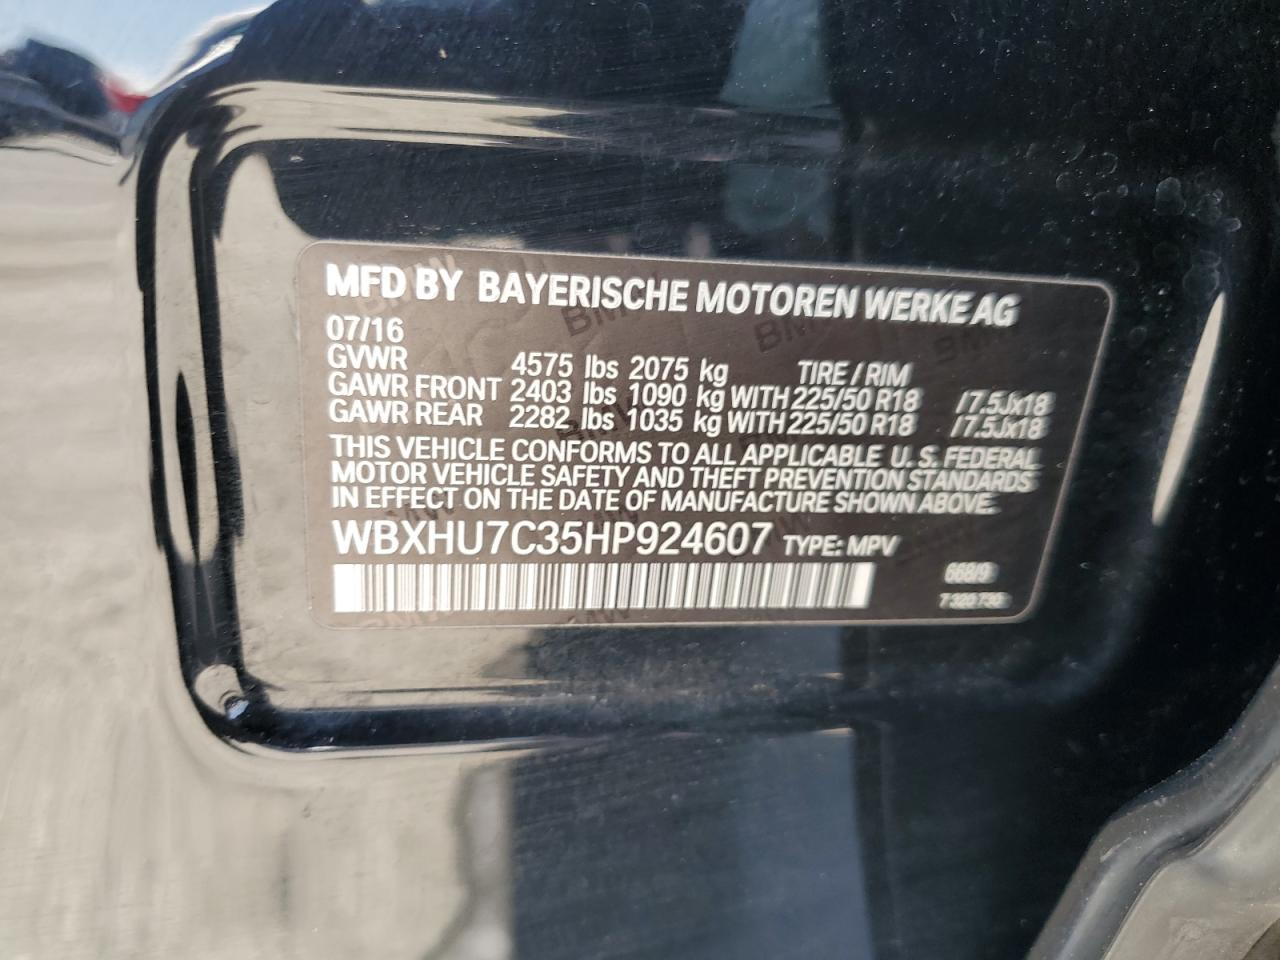 MFD BY BAYERISCHE MOTOREN WERKE AG
07/16
GVWR 4575 lbs 2075 kg TIRE / RIM
GAWR FRONT 2403 lbs 1090 kg WITH 225/50 R18 / 7.5Jx18
GAWR REAR 2282 lbs 1035 kg WITH 225/50 R18 / 7.5Jx18
THIS VEHICLE CONFORMS TO ALL APPLICABLE U. S. FEDERAL
MOTOR VEHICLE SAFETY AND THEFT PREVENTION STANDARDS
IN EFFECT ON THE DATE OF MANUFACTURE SHOWN ABOVE.
WBXHU7C35HP924607 TYPE: MPV
668/9